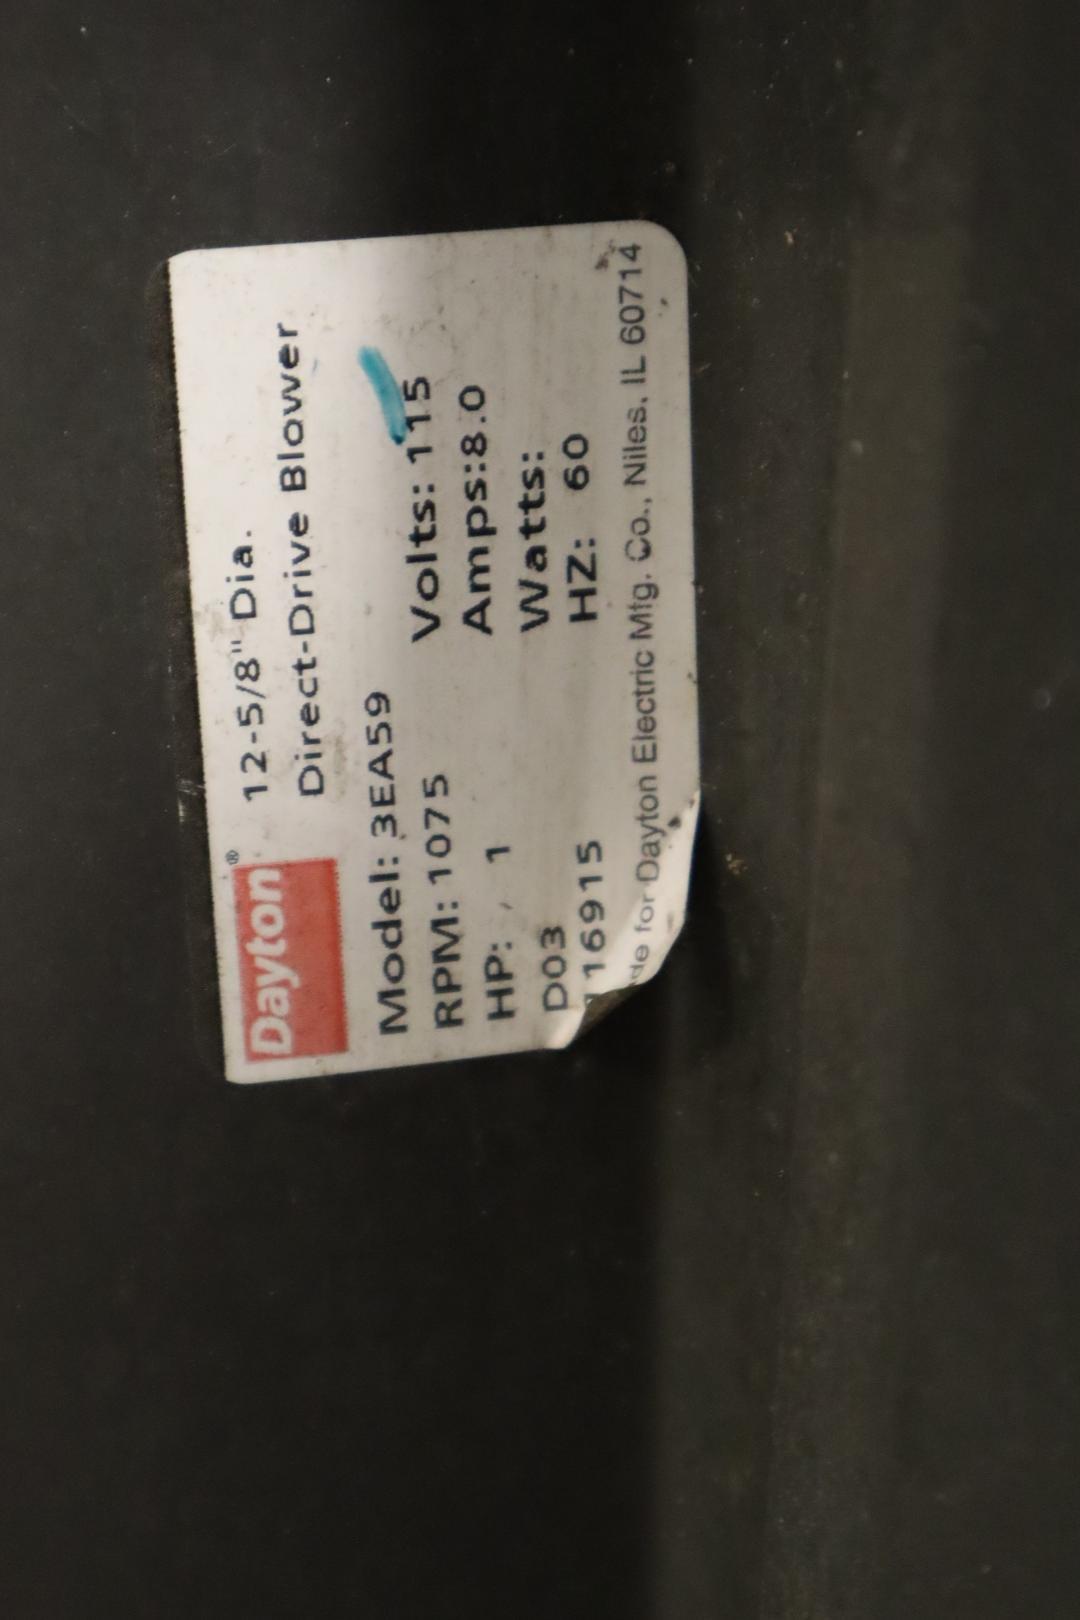 Dayton®
12-5/8" Dia.
Direct-Drive Blower
Model: 3EA59
RPM: 1075
HP: 1
D03
16915
Volts: 115
Amps:8.0
Watts:
HZ: 60
for Dayton Electric Mfg. Co., Niles, IL 60714